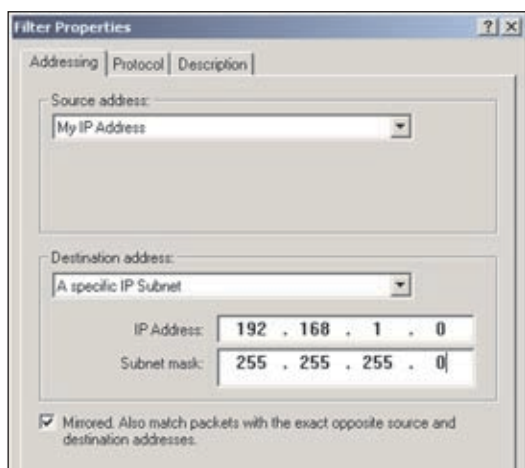 Filter Properties
Addressing Protocol Description
Source address:
My IP Address
Destination address:
A specific IP Subnet
IP Address: 192 . 168 . 1 . 0
Subnet mask: 255 . 255 . 255 . 0
Mirrored. Also match packets with the exact opposite source and
destination addresses.